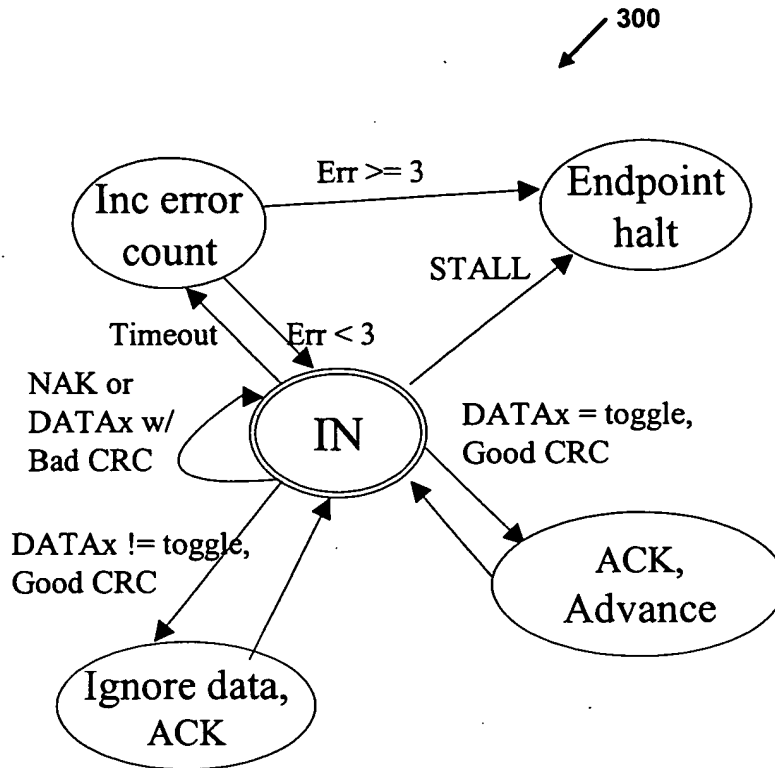 300
Inc error
count
Err >= 3
Endpoint
halt
STALL
Timeout
Err < 3
NAK or
DATAx w/
Bad CRC
IN
DATAx = toggle,
Good CRC
DATAx != toggle,
Good CRC
ACK,
Advance
Ignore data,
ACK